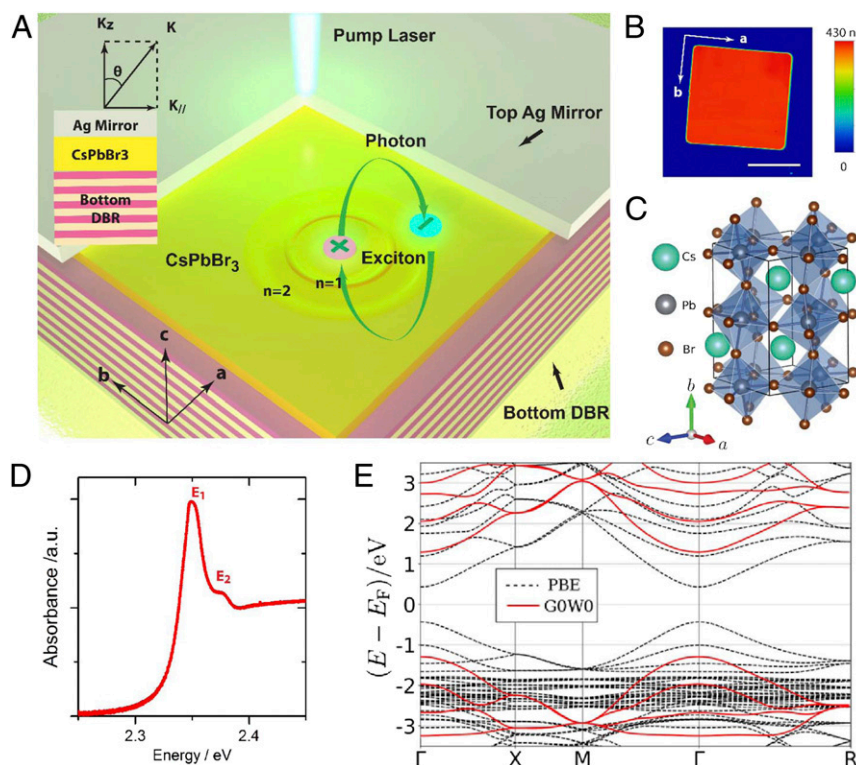 A
Kz
K
θ
K//
Ag Mirror
CsPbBr3
Bottom
DBR
Pump Laser
Top Ag Mirror
Photon
Exciton
CsPbBr3
n=2
n=1
c
b
a
Bottom DBR
B
a
b
430 n
0
C
Cs
Pb
Br
b
c
a
D
Absorbance /a.u.
E1
E2
2.3
2.4
Energy / eV
E
(E − EF)/eV
3
2
1
0
-1
-2
-3
PBE
G0W0
Γ
X
M
Γ
R